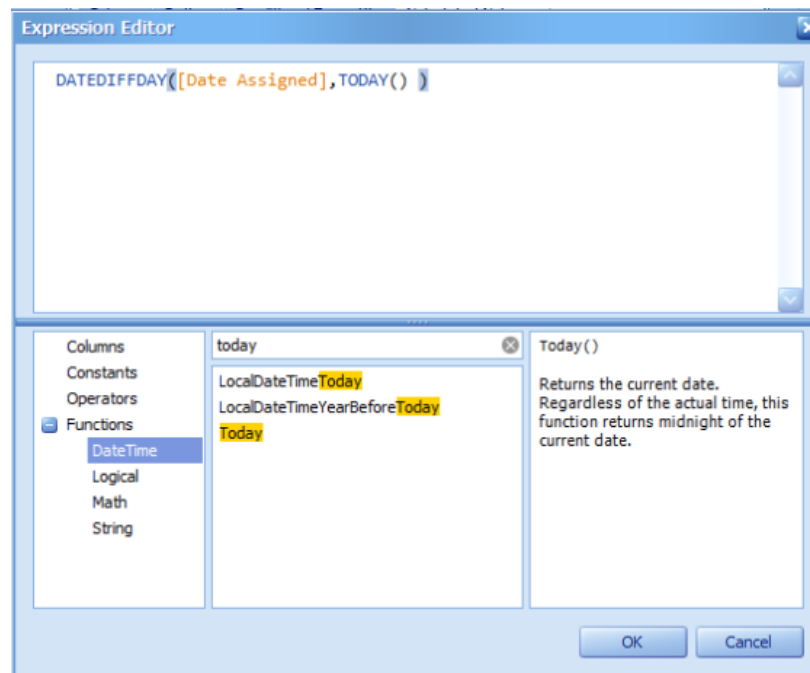 Expression Editor
DATEDIFFDAY([Date Assigned],TODAY() )
Columns
Constants
Operators
Functions
DateTime
Logical
Math
String
today
LocalDateTimeToday
LocalDateTimeYearBeforeToday
Today
Today()
Returns the current date.
Regardless of the actual time, this
function returns midnight of the
current date.
OK
Cancel